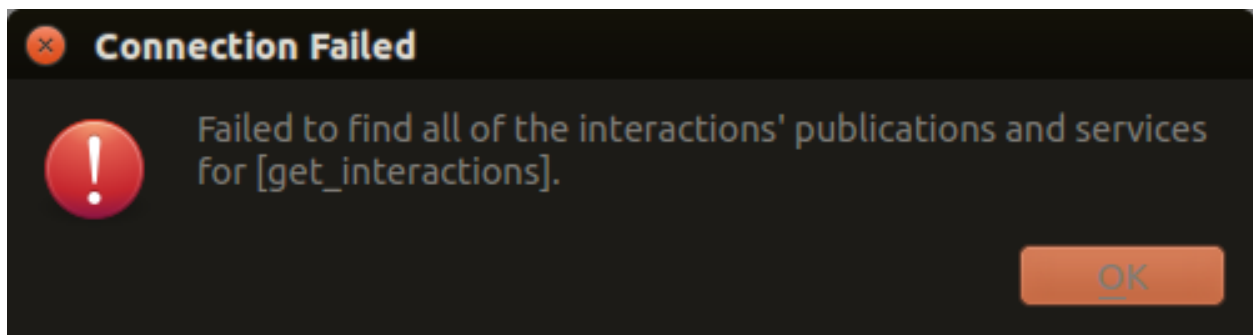 Connection Failed
Failed to find all of the interactions' publications and services
for [get_interactions].
OK